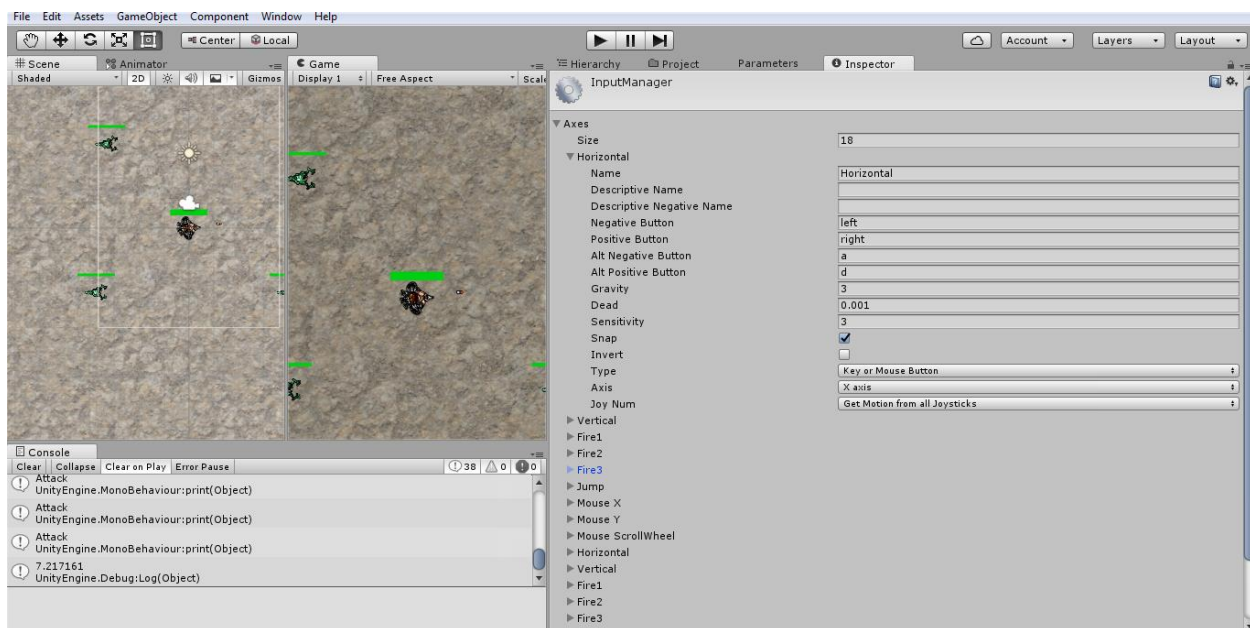 File Edit Assets GameObject Component Window Help
Center Local
Account Layers Layout
Scene Animator
Shaded 2D Gizmos
Game
Display 1 Free Aspect Scale
Hierarchy Project Parameters Inspector
InputManager
Axes
Size 18
Horizontal
Name Horizontal
Descriptive Name
Descriptive Negative Name
Negative Button left
Positive Button right
Alt Negative Button a
Alt Positive Button d
Gravity 3
Dead 0.001
Sensitivity 3
Snap
Invert
Type Key or Mouse Button
Axis X axis
Joy Num Get Motion from all Joysticks
Vertical
Fire1
Fire2
Fire3
Jump
Mouse X
Mouse Y
Mouse ScrollWheel
Horizontal
Vertical
Fire1
Fire2
Fire3
Console
Clear Collapse Clear on Play Error Pause 38 0 0
Attack
UnityEngine.MonoBehaviour:print(Object)
Attack
UnityEngine.MonoBehaviour:print(Object)
Attack
UnityEngine.MonoBehaviour:print(Object)
7.217161
UnityEngine.Debug:Log(Object)